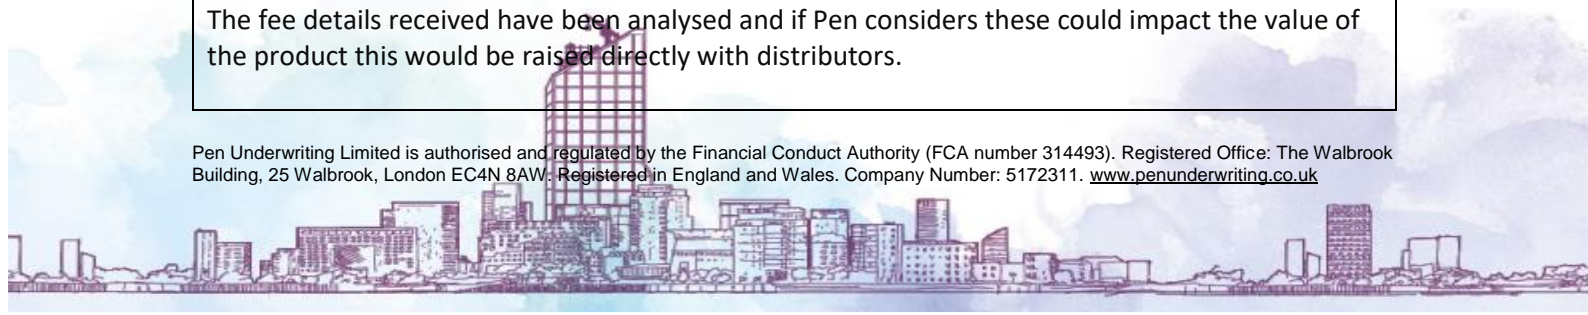 The fee details received have been analysed and if Pen considers these could impact the value of
the product this would be raised directly with distributors.
Pen Underwriting Limited is authorised and regulated by the Financial Conduct Authority (FCA number 314493). Registered Office: The Walbrook
Building, 25 Walbrook, London EC4N 8AW. Registered in England and Wales. Company Number: 5172311. www.penunderwriting.co.uk